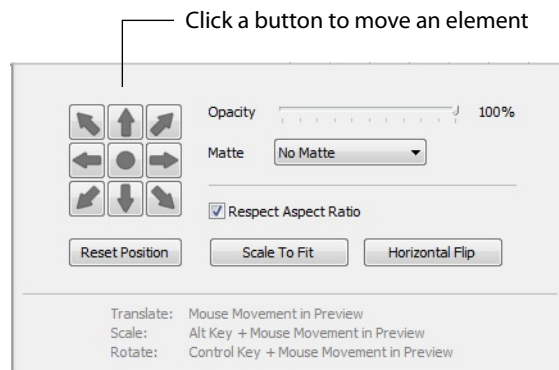 Click a button to move an element
Opacity 100%
Matte No Matte
Respect Aspect Ratio
Reset Position Scale To Fit Horizontal Flip
Translate: Mouse Movement in Preview
Scale: Alt Key + Mouse Movement in Preview
Rotate: Control Key + Mouse Movement in Preview